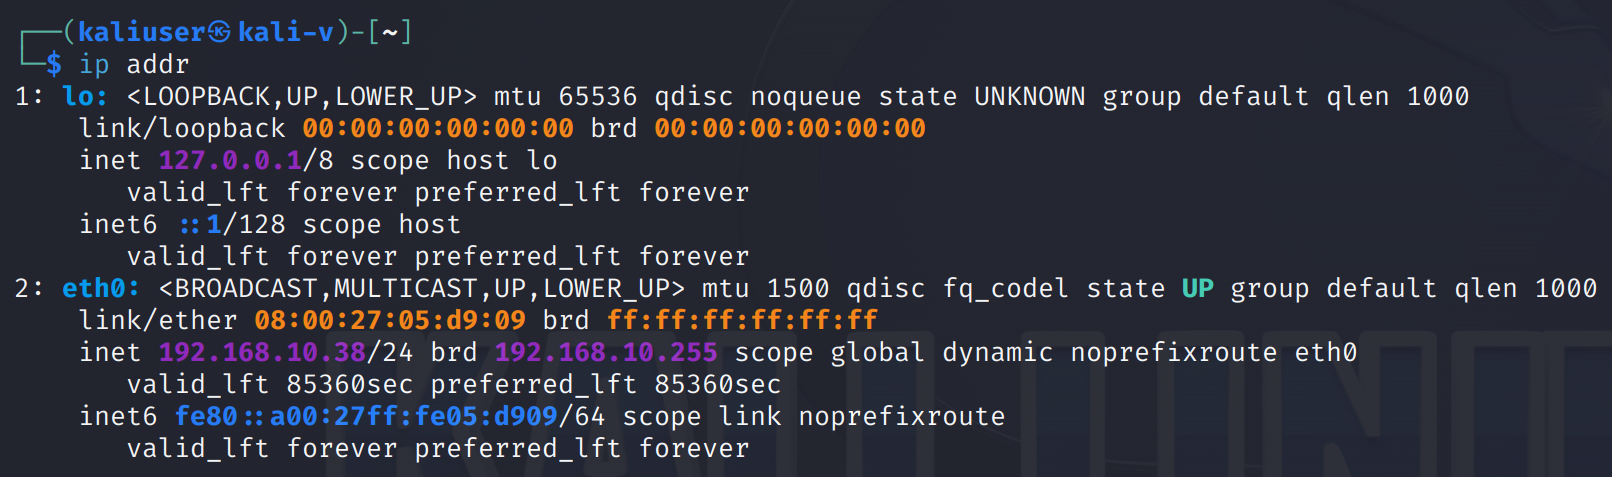 ┌──(kaliuser㉿kali-v)-[~]
└─$ ip addr
1: lo: <LOOPBACK,UP,LOWER_UP> mtu 65536 qdisc noqueue state UNKNOWN group default qlen 1000
    link/loopback 00:00:00:00:00:00 brd 00:00:00:00:00:00
    inet 127.0.0.1/8 scope host lo
       valid_lft forever preferred_lft forever
    inet6 ::1/128 scope host
       valid_lft forever preferred_lft forever
2: eth0: <BROADCAST,MULTICAST,UP,LOWER_UP> mtu 1500 qdisc fq_codel state UP group default qlen 1000
    link/ether 08:00:27:05:d9:09 brd ff:ff:ff:ff:ff:ff
    inet 192.168.10.38/24 brd 192.168.10.255 scope global dynamic noprefixroute eth0
       valid_lft 85360sec preferred_lft 85360sec
    inet6 fe80::a00:27ff:fe05:d909/64 scope link noprefixroute
       valid_lft forever preferred_lft forever